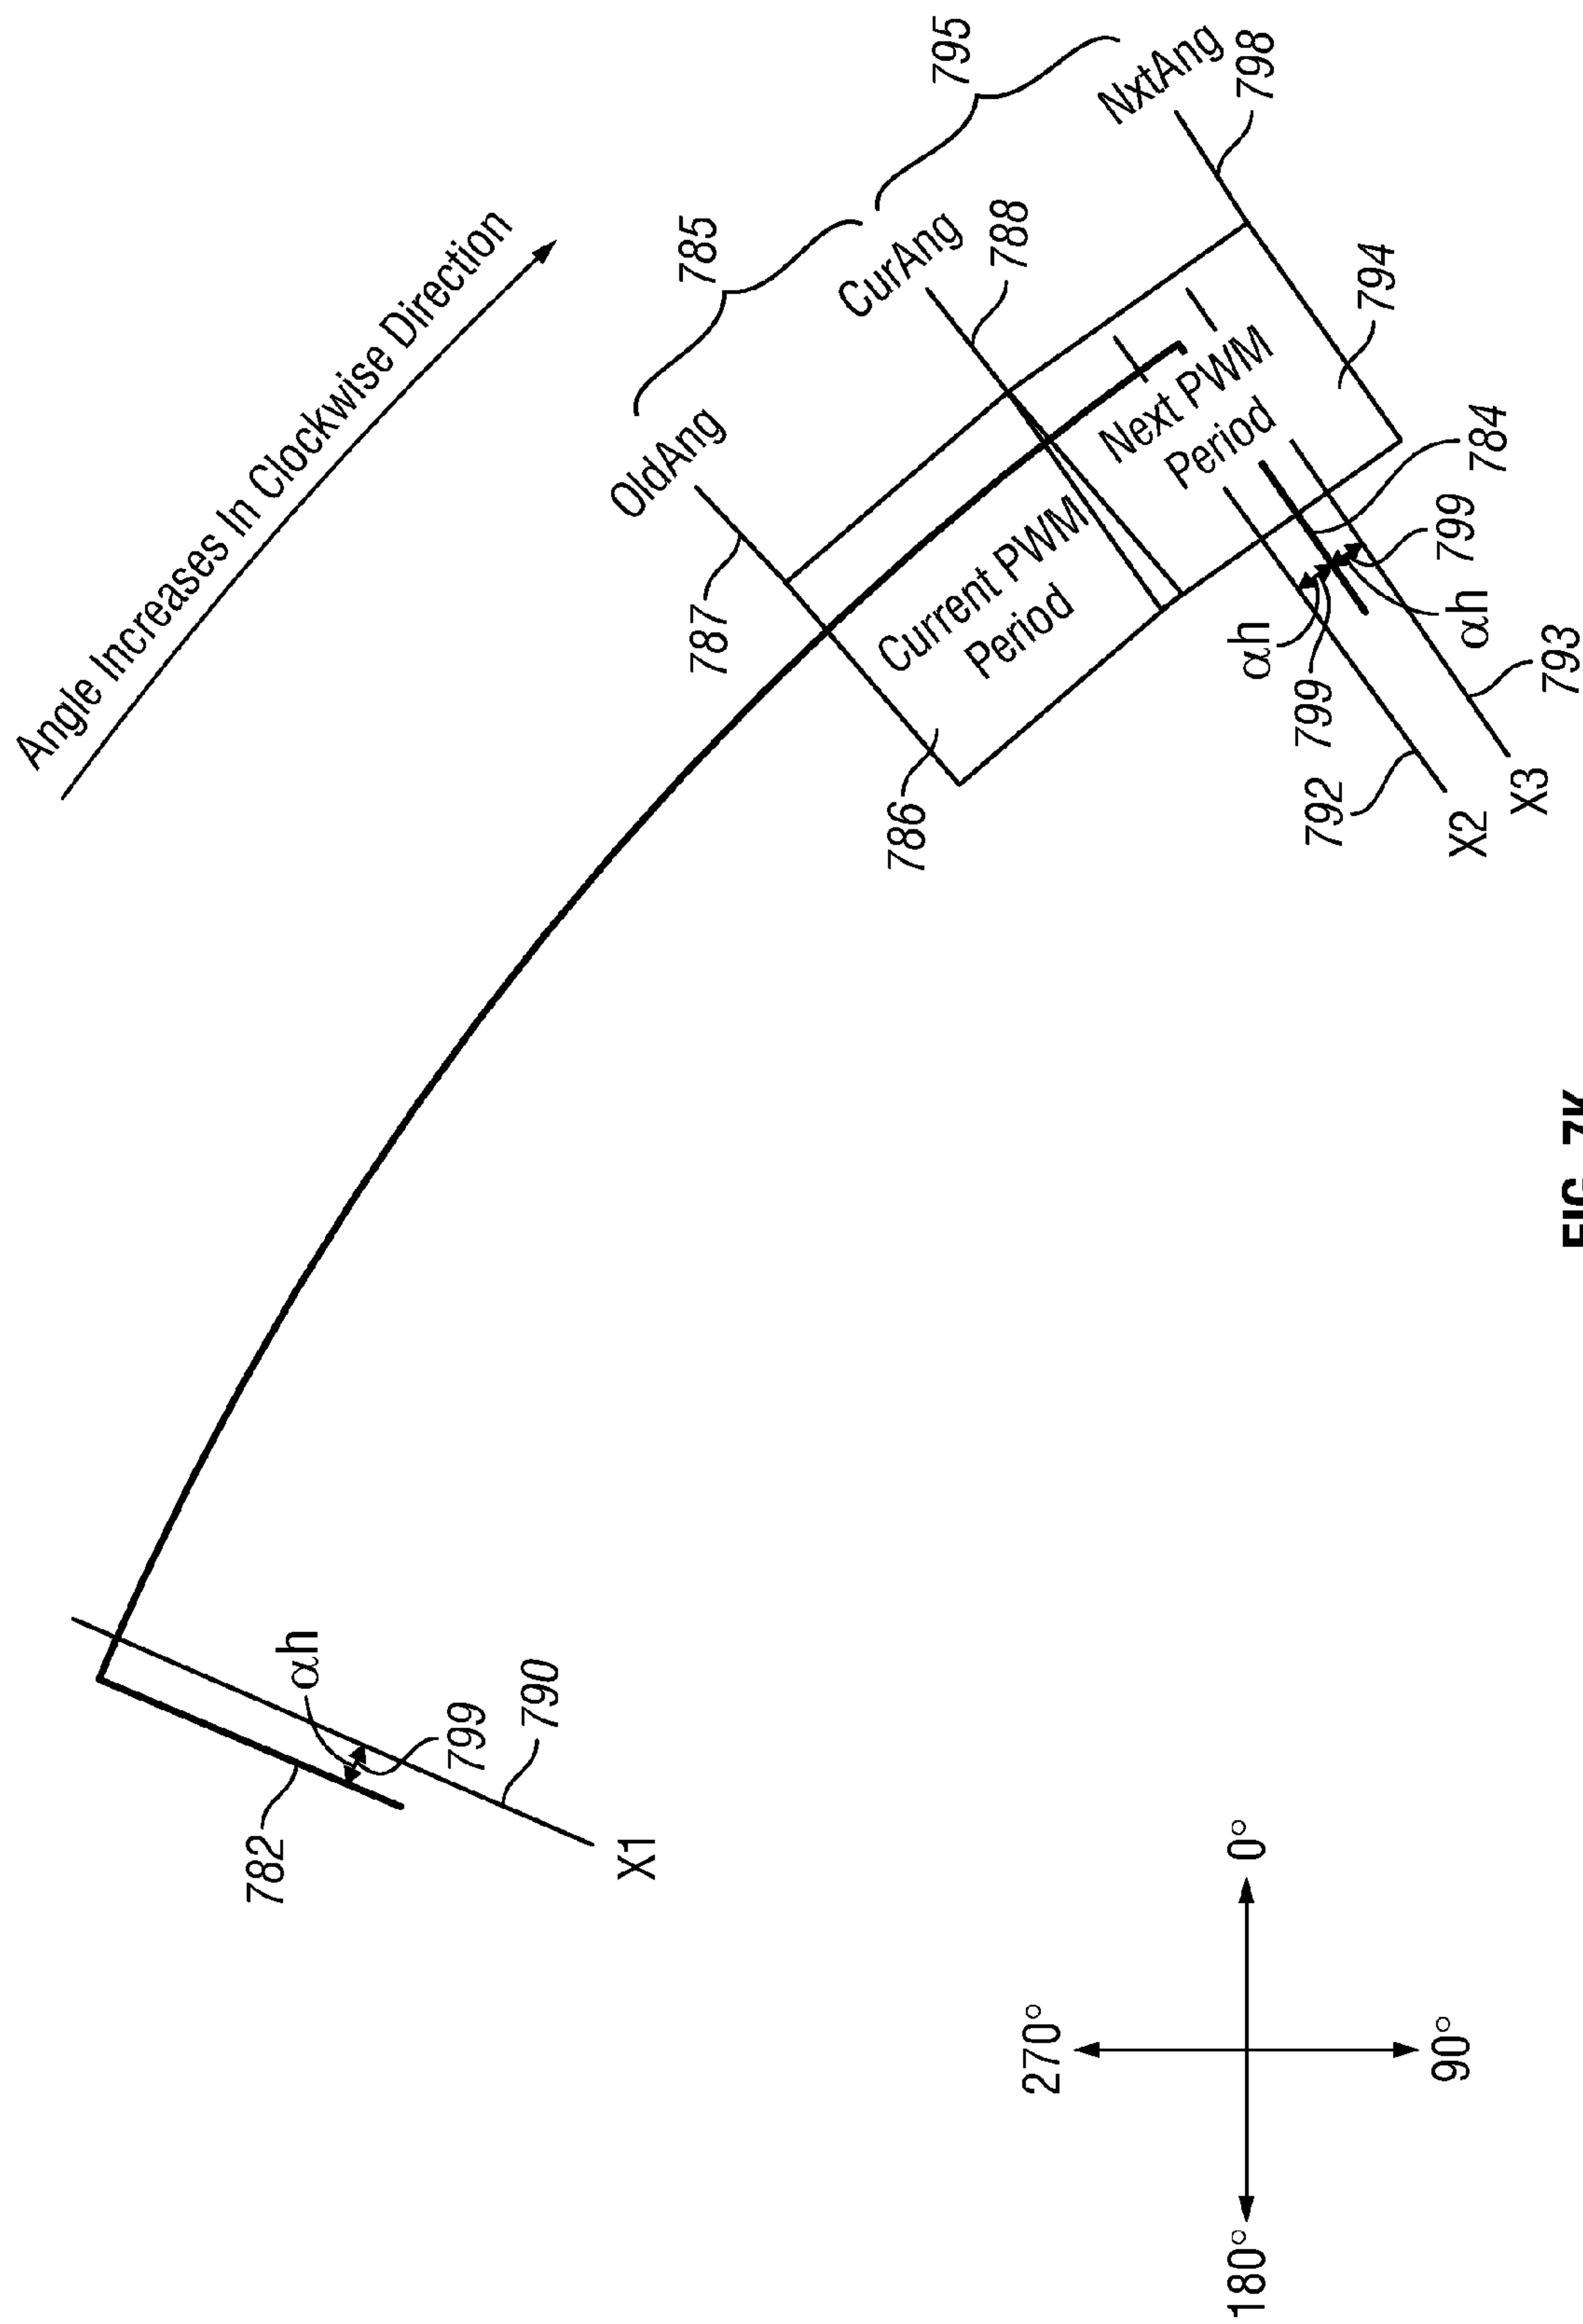 Angle Increases In Clockwise Direction
795
785
NxtAng
798
CurAng
788
OldAng
787
794
Next PWM
Period
Current PWM
Period
784
799
αh
αh
799
793
786
792
X2
X3
αh
799
790
782
X1
270°
0°
180°
90°
FIG. 7K